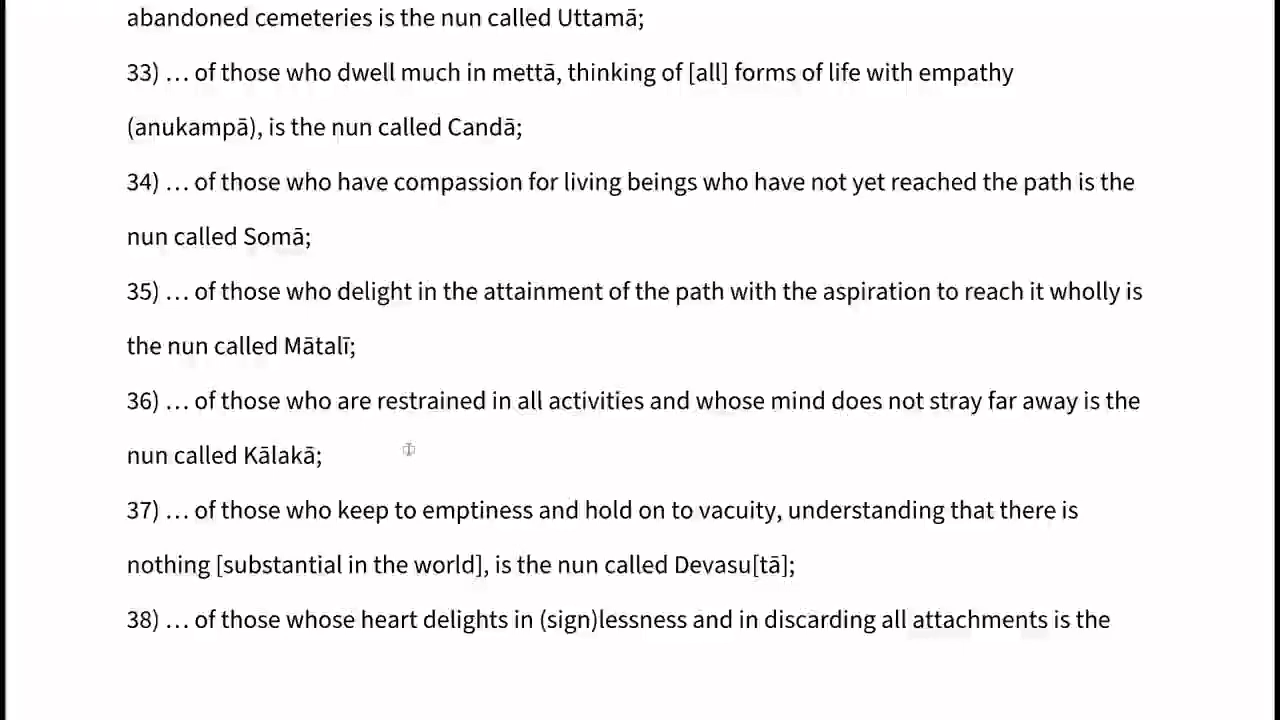 abandoned cemeteries is the nun called Uttamā;
33) … of those who dwell much in mettā, thinking of [all] forms of life with empathy
(anukampā), is the nun called Candā;
34) … of those who have compassion for living beings who have not yet reached the path is the
nun called Somā;
35) … of those who delight in the attainment of the path with the aspiration to reach it wholly is
the nun called Mātalī;
36) … of those who are restrained in all activities and whose mind does not stray far away is the
nun called Kālakā;
37) … of those who keep to emptiness and hold on to vacuity, understanding that there is
nothing [substantial in the world], is the nun called Devasu[tā];
38) … of those whose heart delights in (sign)lessness and in discarding all attachments is the